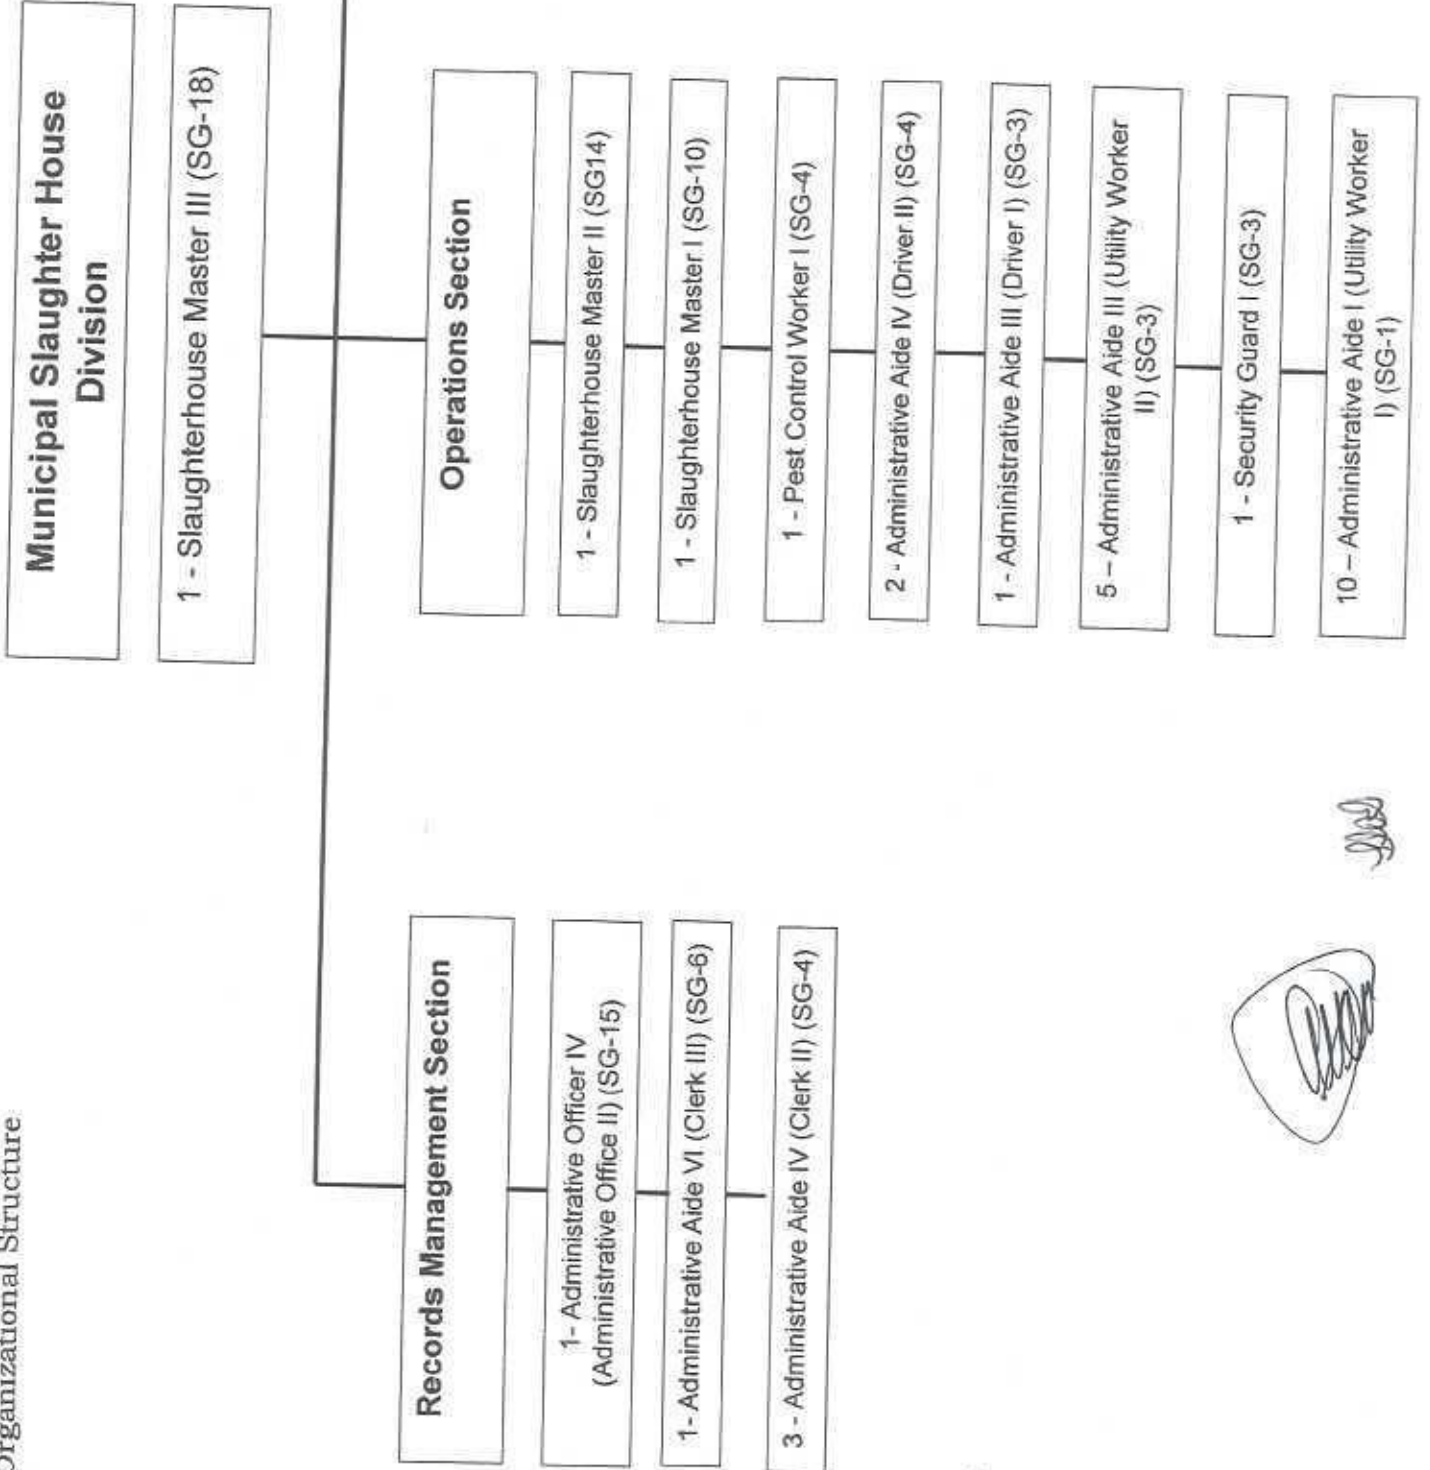 Organizational Structure
Municipal Slaughter House
Division
1 - Slaughterhouse Master III (SG-18)
Records Management Section
1- Administrative Officer IV
(Administrative Office II) (SG-15)
1- Administrative Aide VI (Clerk III) (SG-6)
3 - Administrative Aide IV (Clerk II) (SG-4)
Operations Section
1 - Slaughterhouse Master II (SG14)
1 - Slaughterhouse Master I (SG-10)
1 - Pest Control Worker I (SG-4)
2 - Administrative Aide IV (Driver II) (SG-4)
1 - Administrative Aide III (Driver I) (SG-3)
5 – Administrative Aide III (Utility Worker
II) (SG-3)
1 - Security Guard I (SG-3)
10 – Administrative Aide I (Utility Worker
I) (SG-1)